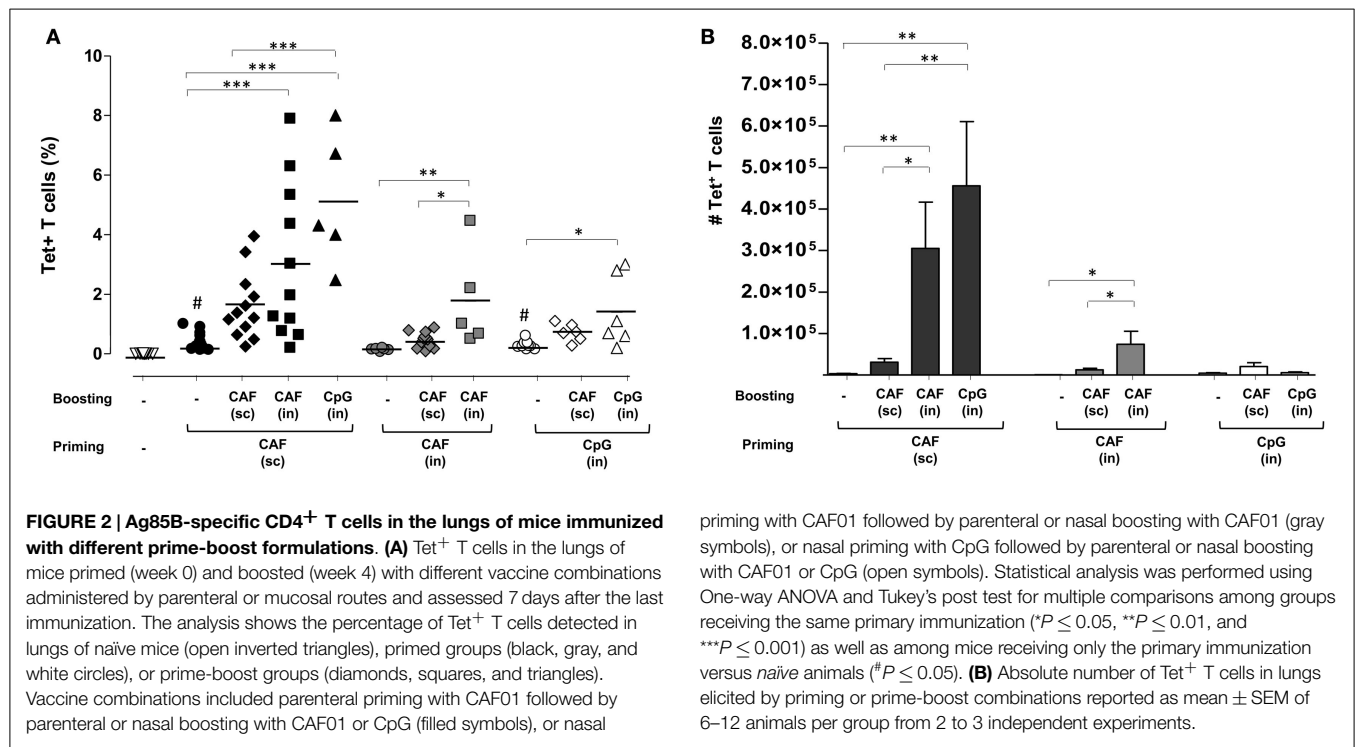 A
10
8
6
4
2
0
Tet+ T cells (%)
***
***
***
**
*
*
#
#
Boosting - - CAF (sc) CAF (in) CpG (in) - CAF (sc) CAF (in) - CAF (sc) CpG (in)
Priming - CAF (sc) CAF (in) CpG (in)
B
8.0×10⁵
7.0×10⁵
6.0×10⁵
5.0×10⁵
4.0×10⁵
3.0×10⁵
2.0×10⁵
1.0×10⁵
# Tet⁺ T cells
**
**
**
*
*
*
Boosting - CAF (sc) CAF (in) CpG (in) - CAF (sc) CAF (in) - CAF (sc) CpG (in)
Priming CAF (sc) CAF (in) CpG (in)
FIGURE 2 | Ag85B-specific CD4⁺ T cells in the lungs of mice immunized
with different prime-boost formulations. (A) Tet⁺ T cells in the lungs of
mice primed (week 0) and boosted (week 4) with different vaccine combinations
administered by parenteral or mucosal routes and assessed 7 days after the last
immunization. The analysis shows the percentage of Tet⁺ T cells detected in
lungs of naïve mice (open inverted triangles), primed groups (black, gray, and
white circles), or prime-boost groups (diamonds, squares, and triangles).
Vaccine combinations included parenteral priming with CAF01 followed by
parenteral or nasal boosting with CAF01 or CpG (filled symbols), or nasal
priming with CAF01 followed by parenteral or nasal boosting with CAF01 (gray
symbols), or nasal priming with CpG followed by parenteral or nasal boosting
with CAF01 or CpG (open symbols). Statistical analysis was performed using
One-way ANOVA and Tukey's post test for multiple comparisons among groups
receiving the same primary immunization (*P ≤ 0.05, **P ≤ 0.01, and
***P ≤ 0.001) as well as among mice receiving only the primary immunization
versus naïve animals (#P ≤ 0.05). (B) Absolute number of Tet⁺ T cells in lungs
elicited by priming or prime-boost combinations reported as mean ± SEM of
6–12 animals per group from 2 to 3 independent experiments.